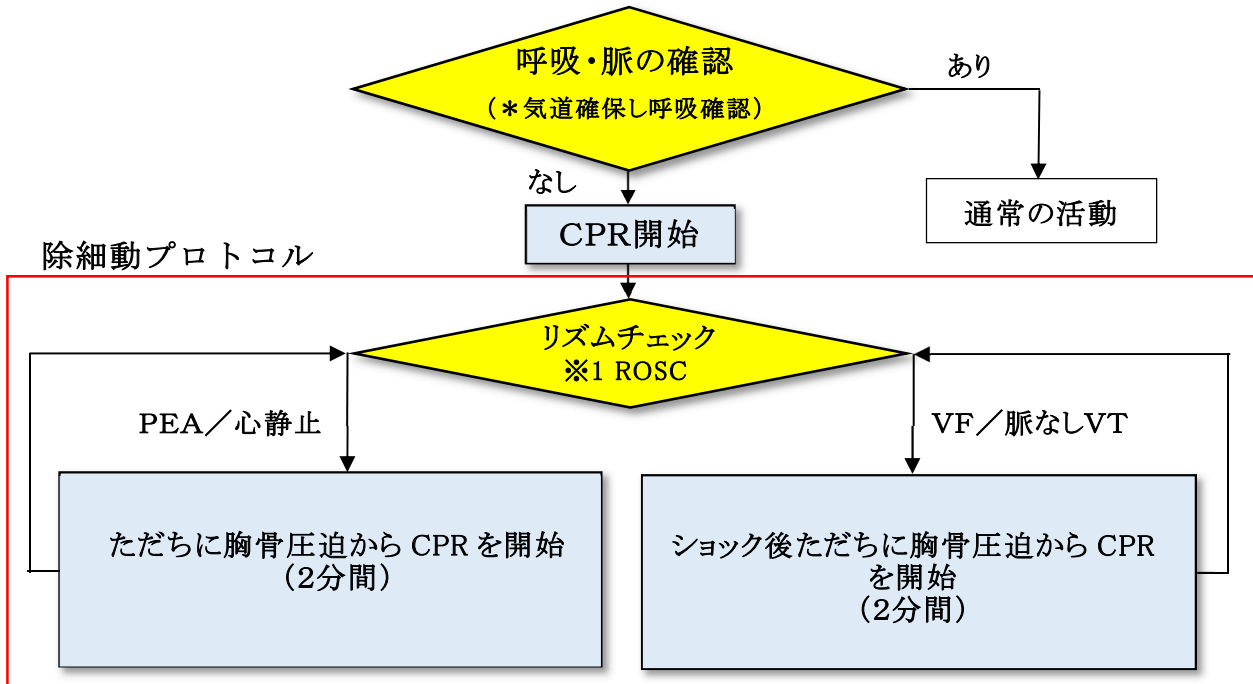 呼吸・脈の確認
(＊気道確保し呼吸確認)
あり
なし
通常の活動
CPR開始
除細動プロトコル
リズムチェック
※1 ROSC
PEA／心静止
VF／脈なしVT
ただちに胸骨圧迫から CPR を開始
(2分間)
ショック後ただちに胸骨圧迫から CPR
を開始
(2分間)